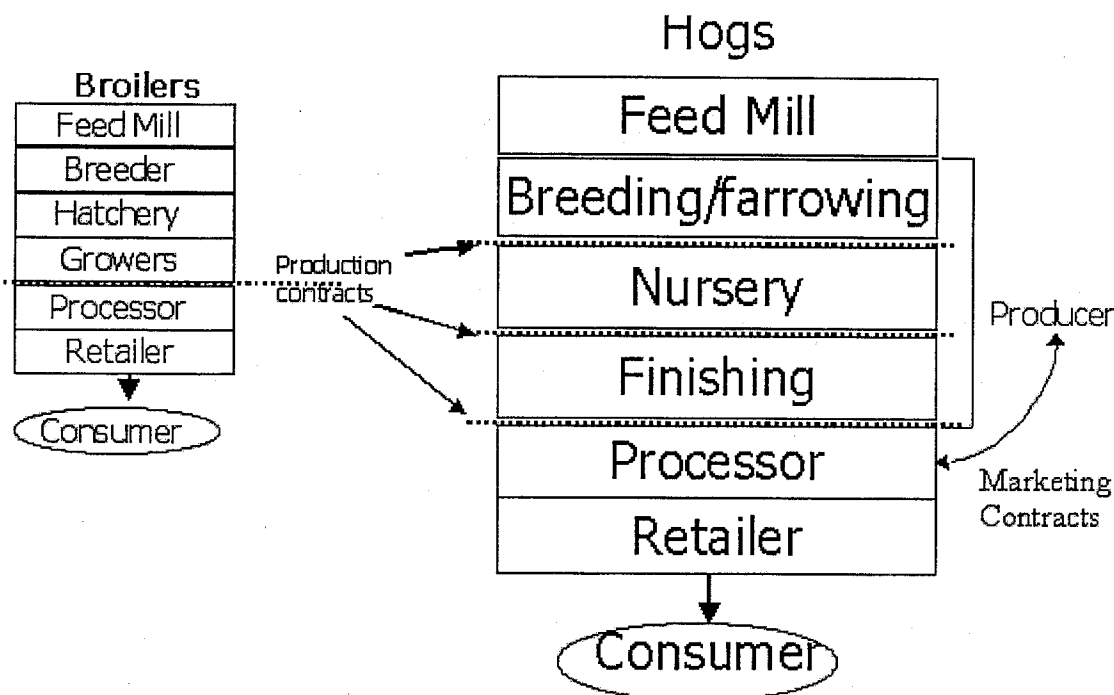 Broilers
Feed Mill
Breeder
Hatchery
Growers
Processor
Retailer
Consumer
Production
contracts
Hogs
Feed Mill
Breeding/farrowing
Nursery
Finishing
Processor
Retailer
Consumer
Producer
Marketing
Contracts